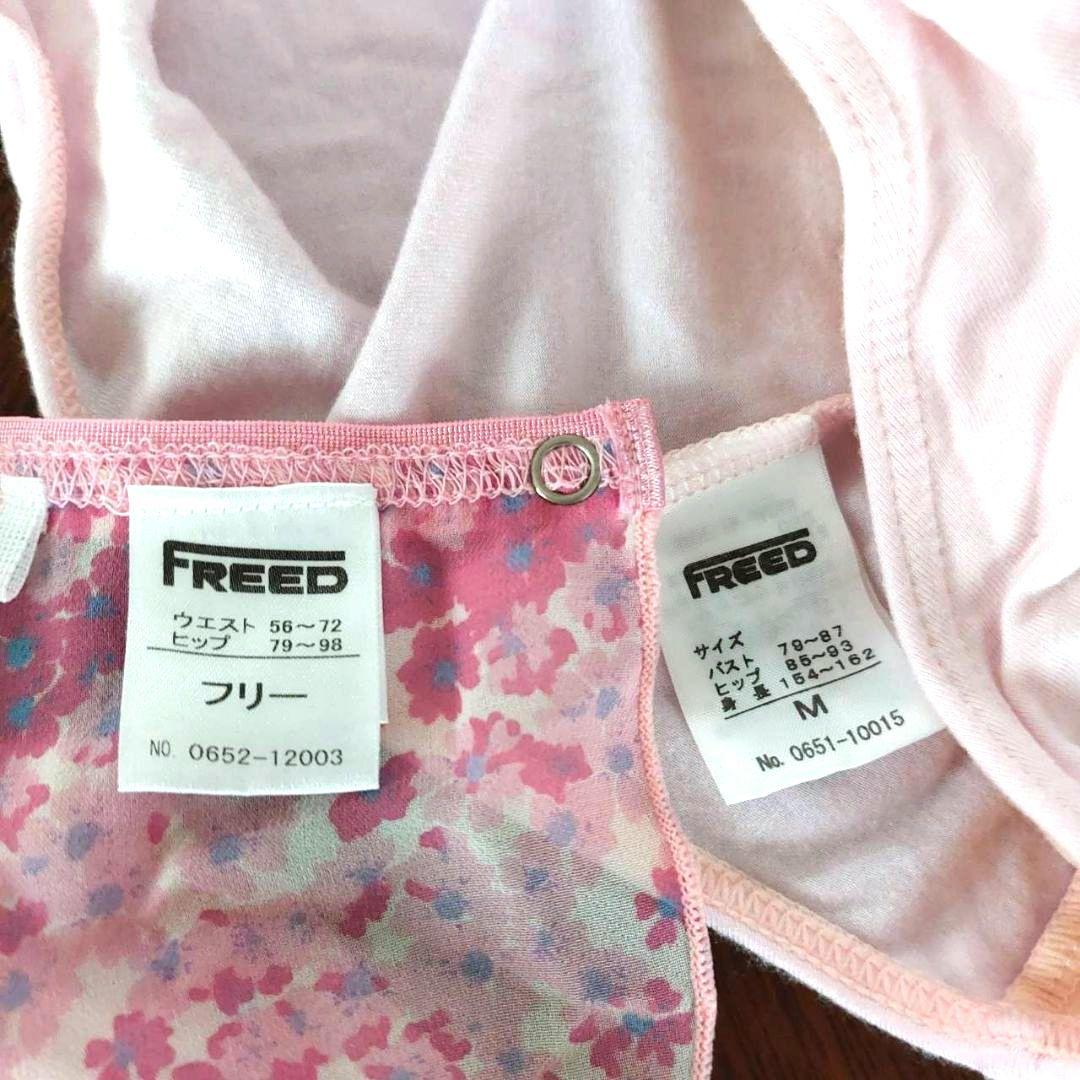 FREED
ウエスト 56～72
ヒップ 79～98
フリー
NO. 0652-12003
FREED
サイズ
バスト 79～87
ヒップ 85～93
身長 154～162
M
No. 0651-10015